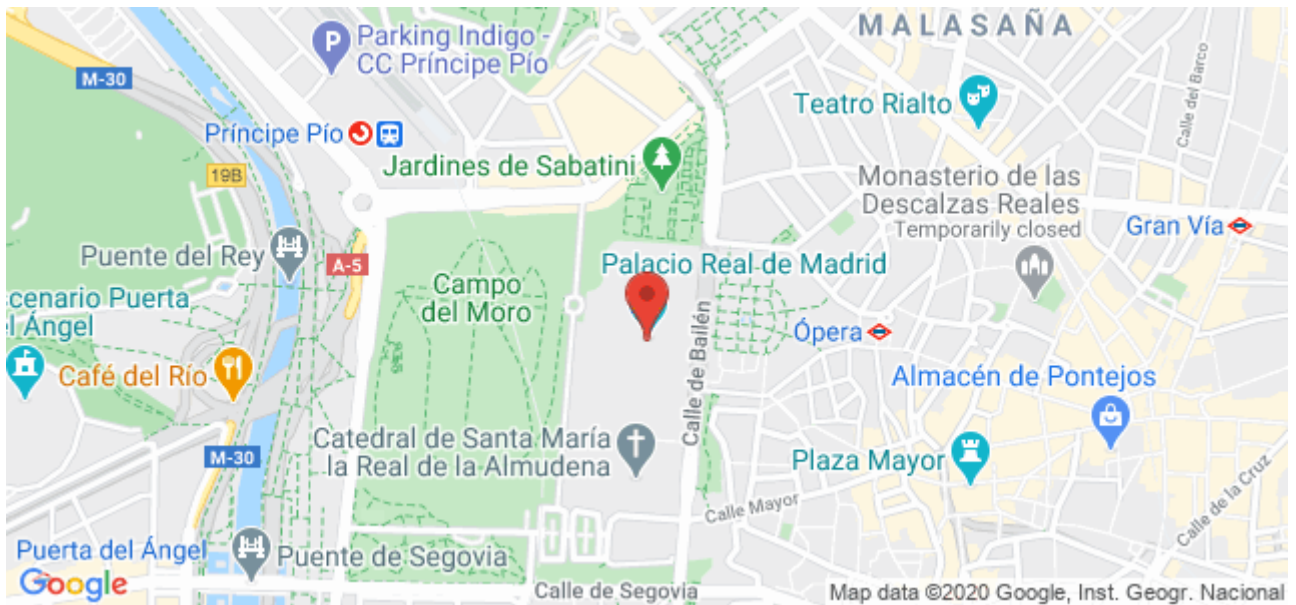 MALASAÑA
Parking Indigo -
CC Príncipe Pío
M-30
Teatro Rialto
Calle del Barco
Príncipe Pío
Jardines de Sabatini
19B
Monasterio de las
Descalzas Reales
Temporarily closed
Gran Vía
Puente del Rey
A-5
Palacio Real de Madrid
Campo
del Moro
cenario Puerta
l Ángel
Ópera
Calle de Bailén
Café del Río
Almacén de Pontejos
Catedral de Santa María
la Real de la Almudena
M-30
Plaza Mayor
Calle Mayor
Calle de la Cruz
Puerta del Ángel
Puente de Segovia
Google
Calle de Segovia
Map data ©2020 Google, Inst. Geogr. Nacional